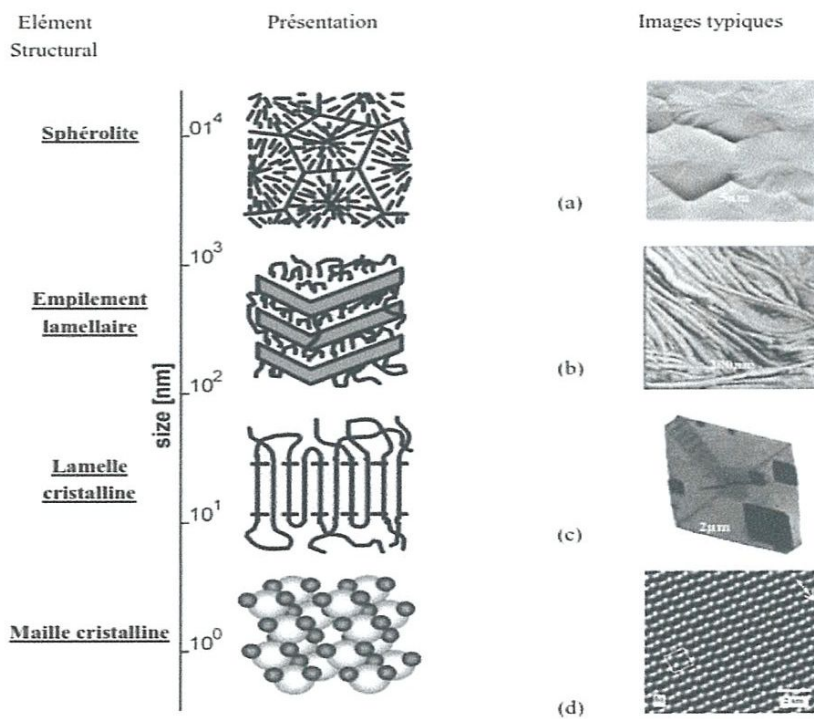 Elément
Structural
Présentation
Images typiques
Sphérolite
01⁴
5μm
(a)
10³
Empilement
lamellaire
(b)
10²
size [nm]
Lamelle
cristalline
2μm
10¹
(c)
Maille cristalline
10⁰
(d)